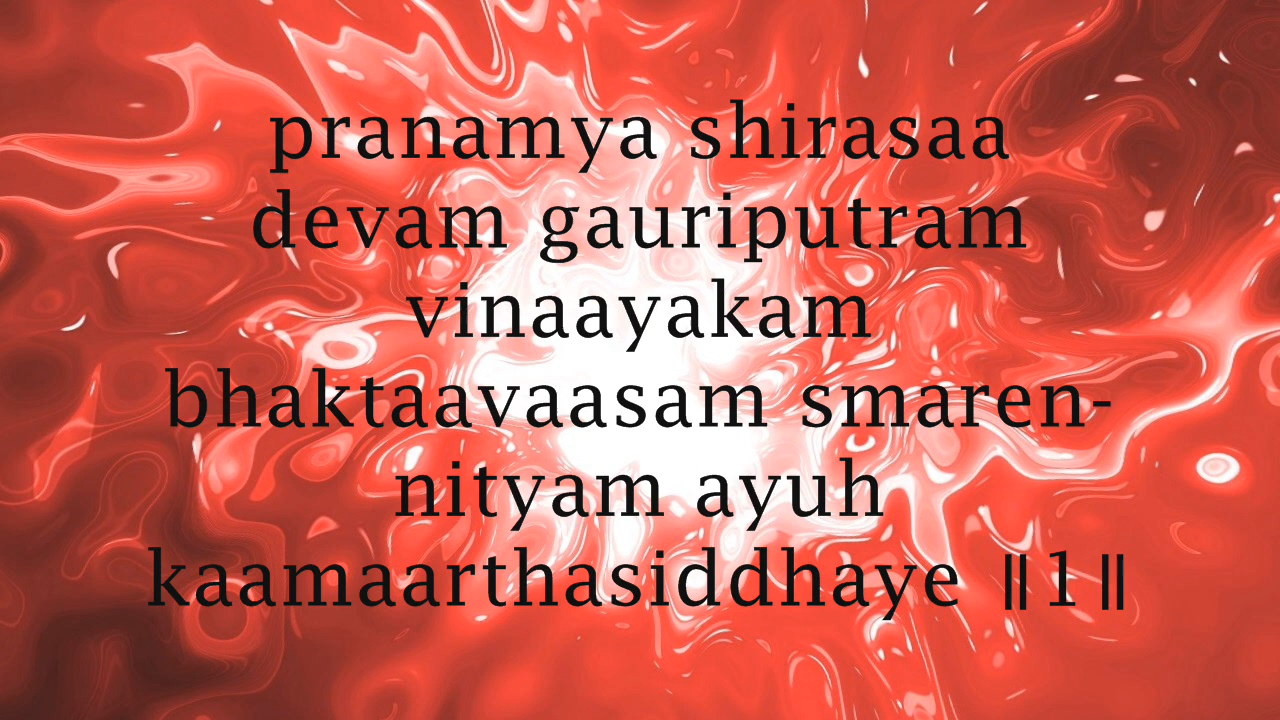 pranamya shirasaa
devam gauriputram
vinaayakam
bhaktaavaasam smaren-
nityam ayuh
kaamaarthasiddhaye ॥1॥